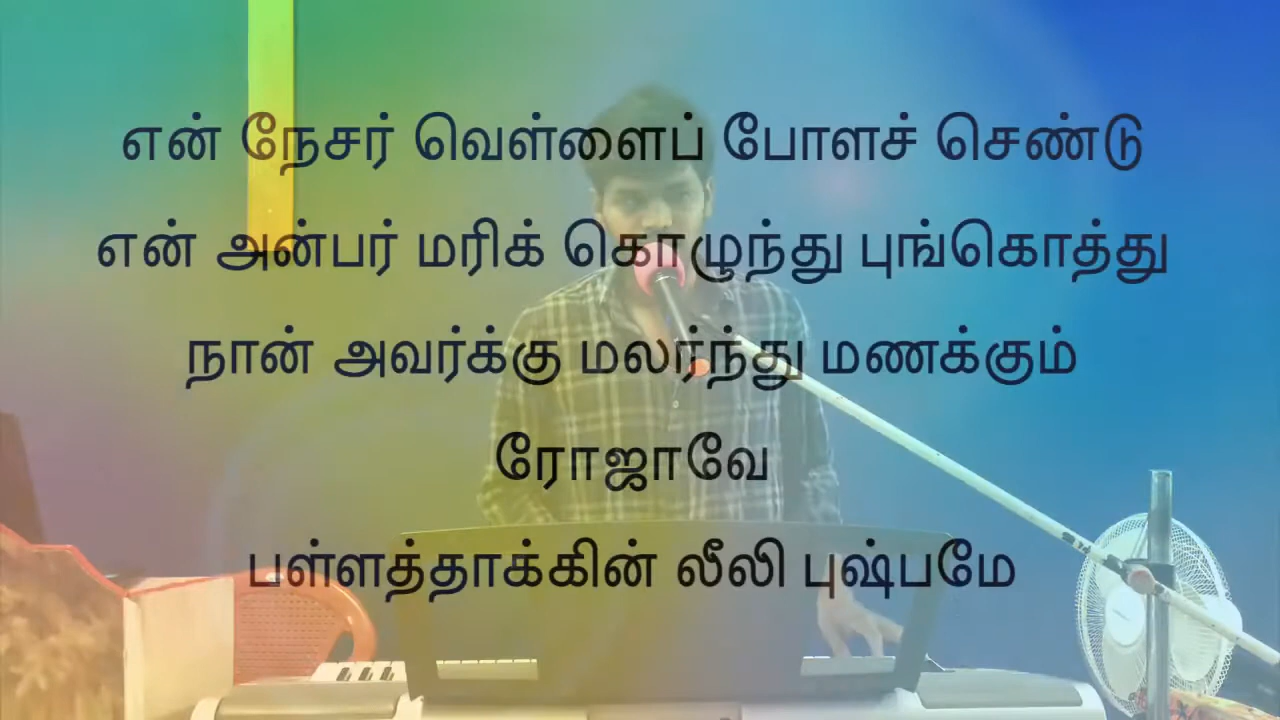 என் நேசர் வெள்ளைப் போளச் செண்டு
என் அன்பர் மரிக் கொழுந்து புங்கொத்து
நான் அவர்க்கு மலர்ந்து மணக்கும்
ரோஜாவே
பள்ளத்தாக்கின் லீலி புஷ்பமே